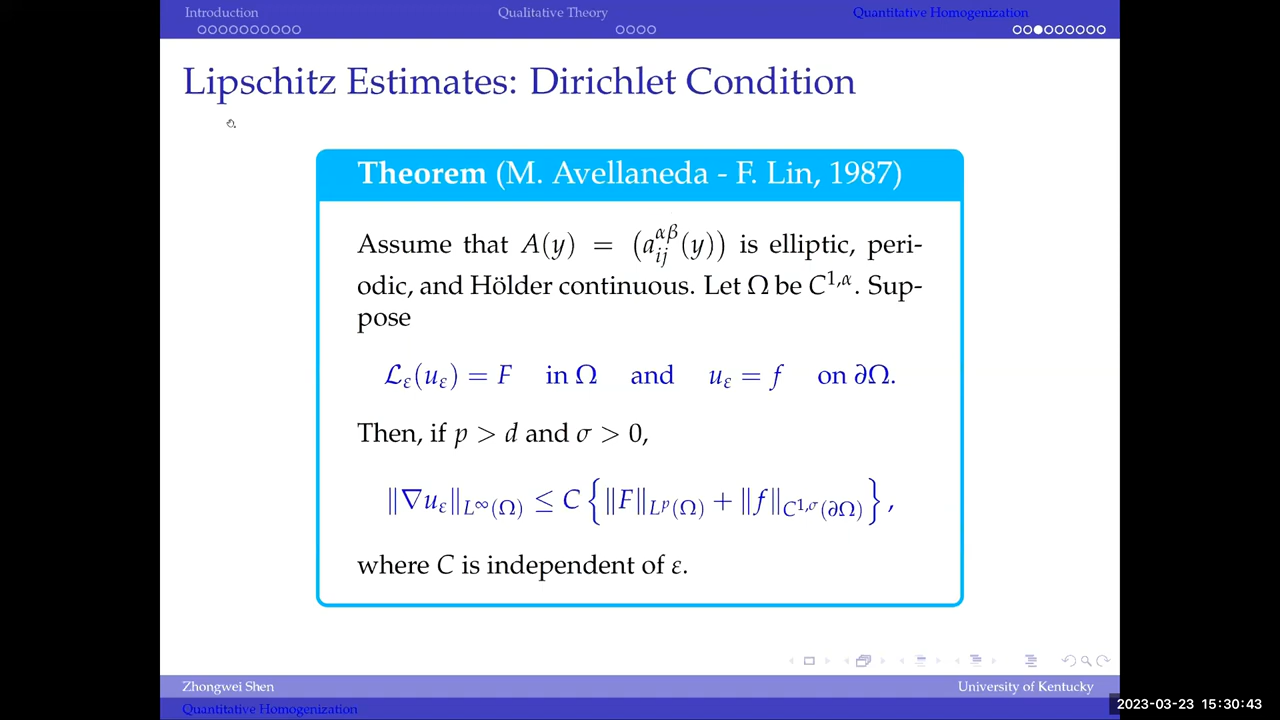 Introduction Qualitative Theory Quantitative Homogenization
Lipschitz Estimates: Dirichlet Condition
Theorem (M. Avellaneda - F. Lin, 1987)
Assume that A(y) = (a_{ij}^{αβ}(y)) is elliptic, peri-
odic, and Hölder continuous. Let Ω be C^{1,α}. Sup-
pose
ℒ_ε(u_ε) = F in Ω and u_ε = f on ∂Ω.
Then, if p > d and σ > 0,
‖∇u_ε‖_{L^∞(Ω)} ≤ C {‖F‖_{L^p(Ω)} + ‖f‖_{C^{1,σ}(∂Ω)}},
where C is independent of ε.
Zhongwei Shen University of Kentucky
Quantitative Homogenization
2023-03-23 15:30:43